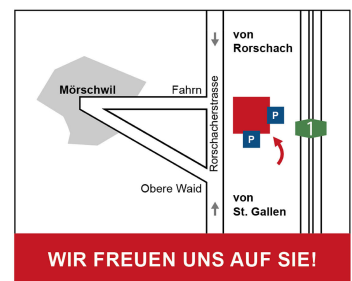 von
Rorschach
Mörschwil
Fahrn
Rorschacherstrasse
P
1
P
Obere Waid
von
St. Gallen
WIR FREUEN UNS AUF SIE!